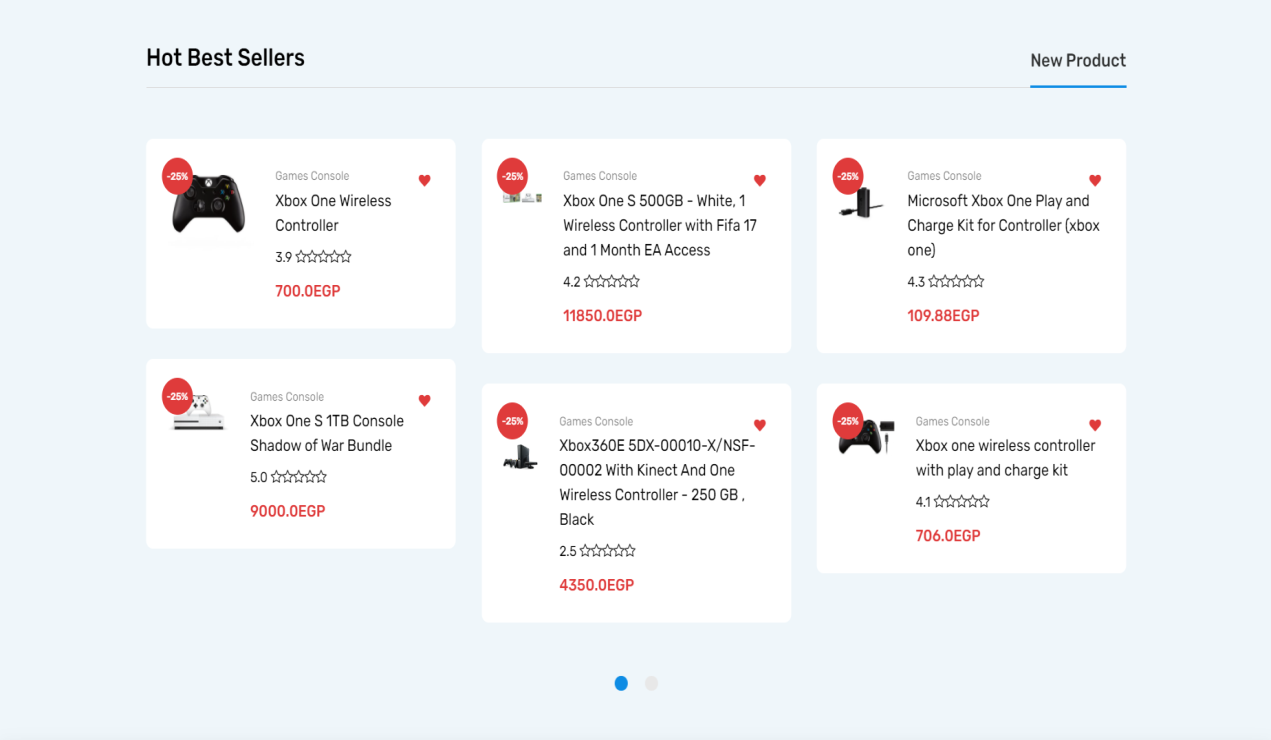 Hot Best Sellers
New Product
-25%
Games Console
Xbox One Wireless
Controller
3.9
700.0EGP
-25%
Games Console
Xbox One S 500GB - White, 1
Wireless Controller with Fifa 17
and 1 Month EA Access
4.2
11850.0EGP
-25%
Games Console
Microsoft Xbox One Play and
Charge Kit for Controller (xbox
one)
4.3
109.88EGP
-25%
Games Console
Xbox One S 1TB Console
Shadow of War Bundle
5.0
9000.0EGP
-25%
Games Console
Xbox360E 5DX-00010-X/NSF-
00002 With Kinect And One
Wireless Controller - 250 GB ,
Black
2.5
4350.0EGP
-25%
Games Console
Xbox one wireless controller
with play and charge kit
4.1
706.0EGP